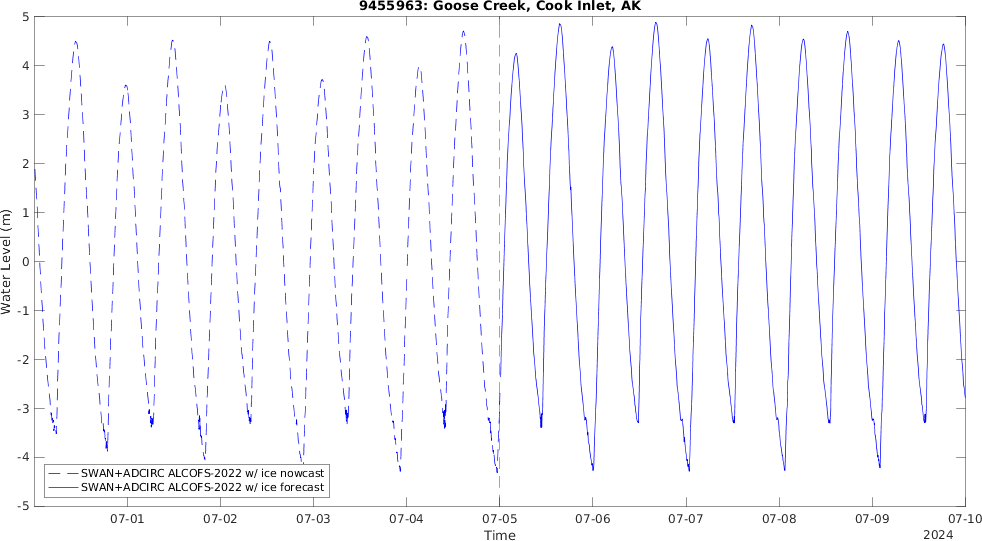 9455963: Goose Creek, Cook Inlet, AK
Water Level (m)
5
4
3
2
1
0
-1
-2
-3
-4
-5
SWAN+ADCIRC ALCOFS-2022 w/ ice nowcast
SWAN+ADCIRC ALCOFS-2022 w/ ice forecast
07-01 07-02 07-03 07-04 07-05 07-06 07-07 07-08 07-09 07-10
Time
2024